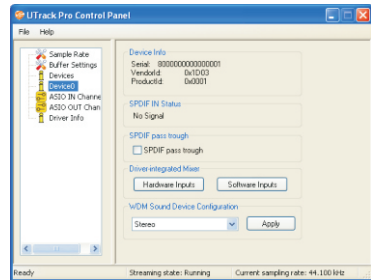 UTrack Pro Control Panel
File Help
Sample Rate
Buffer Settings
Devices
Device0
ASIO IN Channe
ASIO OUT Chan
Driver Info
Device Info
Serial: 8000000000000001
VendorId: 0x1D03
ProductId: 0x0001
SPDIF IN Status
No Signal
SPDIF pass trough
SPDIF pass trough
Driver-integrated Mixer
Hardware Inputs Software Inputs
WDM Sound Device Configuration
Stereo Apply
Ready Streaming state: Running Current sampling rate: 44.100 kHz